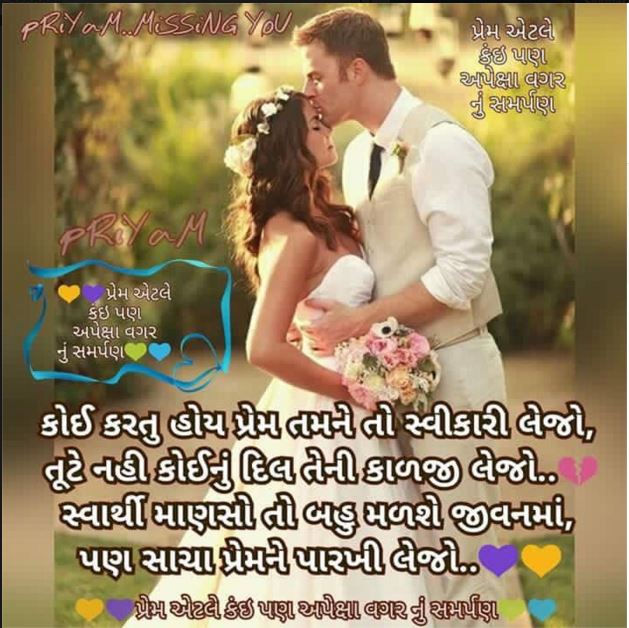 pRiYaM..MiSSiNG YoU
પ્રેમ એટલે
કંઇ પણ
અપેક્ષા વગર
નું સમર્પણ
pRiYaM
💛💜પ્રેમ એટલે
કંઇ પણ
અપેક્ષા વગર
નું સમર્પણ💚💙
કોઈ કરતુ હોય પ્રેમ તમને તો સ્વીકારી લેજો,
તૂટે નહી કોઈનું દિલ તેની કાળજી લેજો..💔
સ્વાર્થી માણસો તો બહુ મળશે જીવનમાં,
પણ સાચા પ્રેમને પારખી લેજો..💜💛
💛💜પ્રેમ એટલે કંઇ પણ અપેક્ષા વગર નું સમર્પણ💚💙